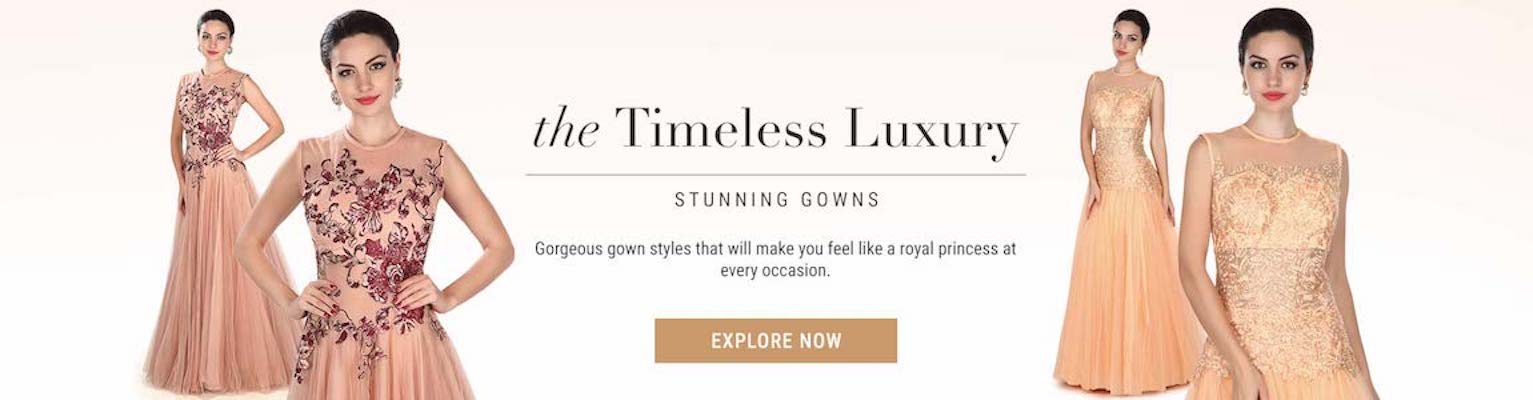 the Timeless Luxury
STUNNING GOWNS
Gorgeous gown styles that will make you feel like a royal princess at
every occasion.
EXPLORE NOW